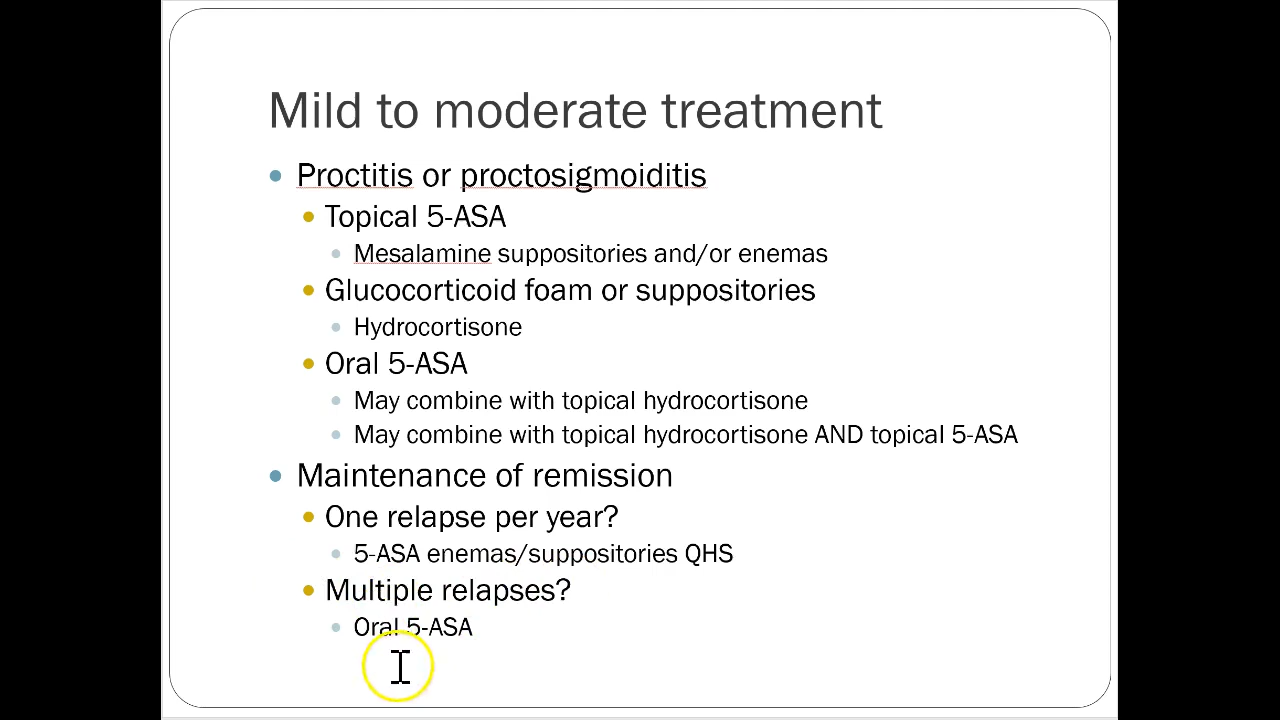 Mild to moderate treatment
Proctitis or proctosigmoiditis
Topical 5-ASA
Mesalamine suppositories and/or enemas
Glucocorticoid foam or suppositories
Hydrocortisone
Oral 5-ASA
May combine with topical hydrocortisone
May combine with topical hydrocortisone AND topical 5-ASA
Maintenance of remission
One relapse per year?
5-ASA enemas/suppositories QHS
Multiple relapses?
Oral 5-ASA